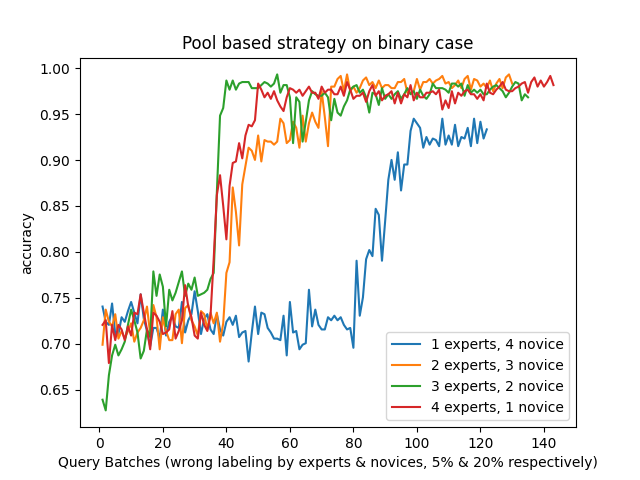 Pool based strategy on binary case
1.00
0.95
0.90
0.85
0.80
0.75
0.70
0.65
accuracy
1 experts, 4 novice
2 experts, 3 novice
3 experts, 2 novice
4 experts, 1 novice
0 20 40 60 80 100 120 140
Query Batches (wrong labeling by experts & novices, 5% & 20% respectively)